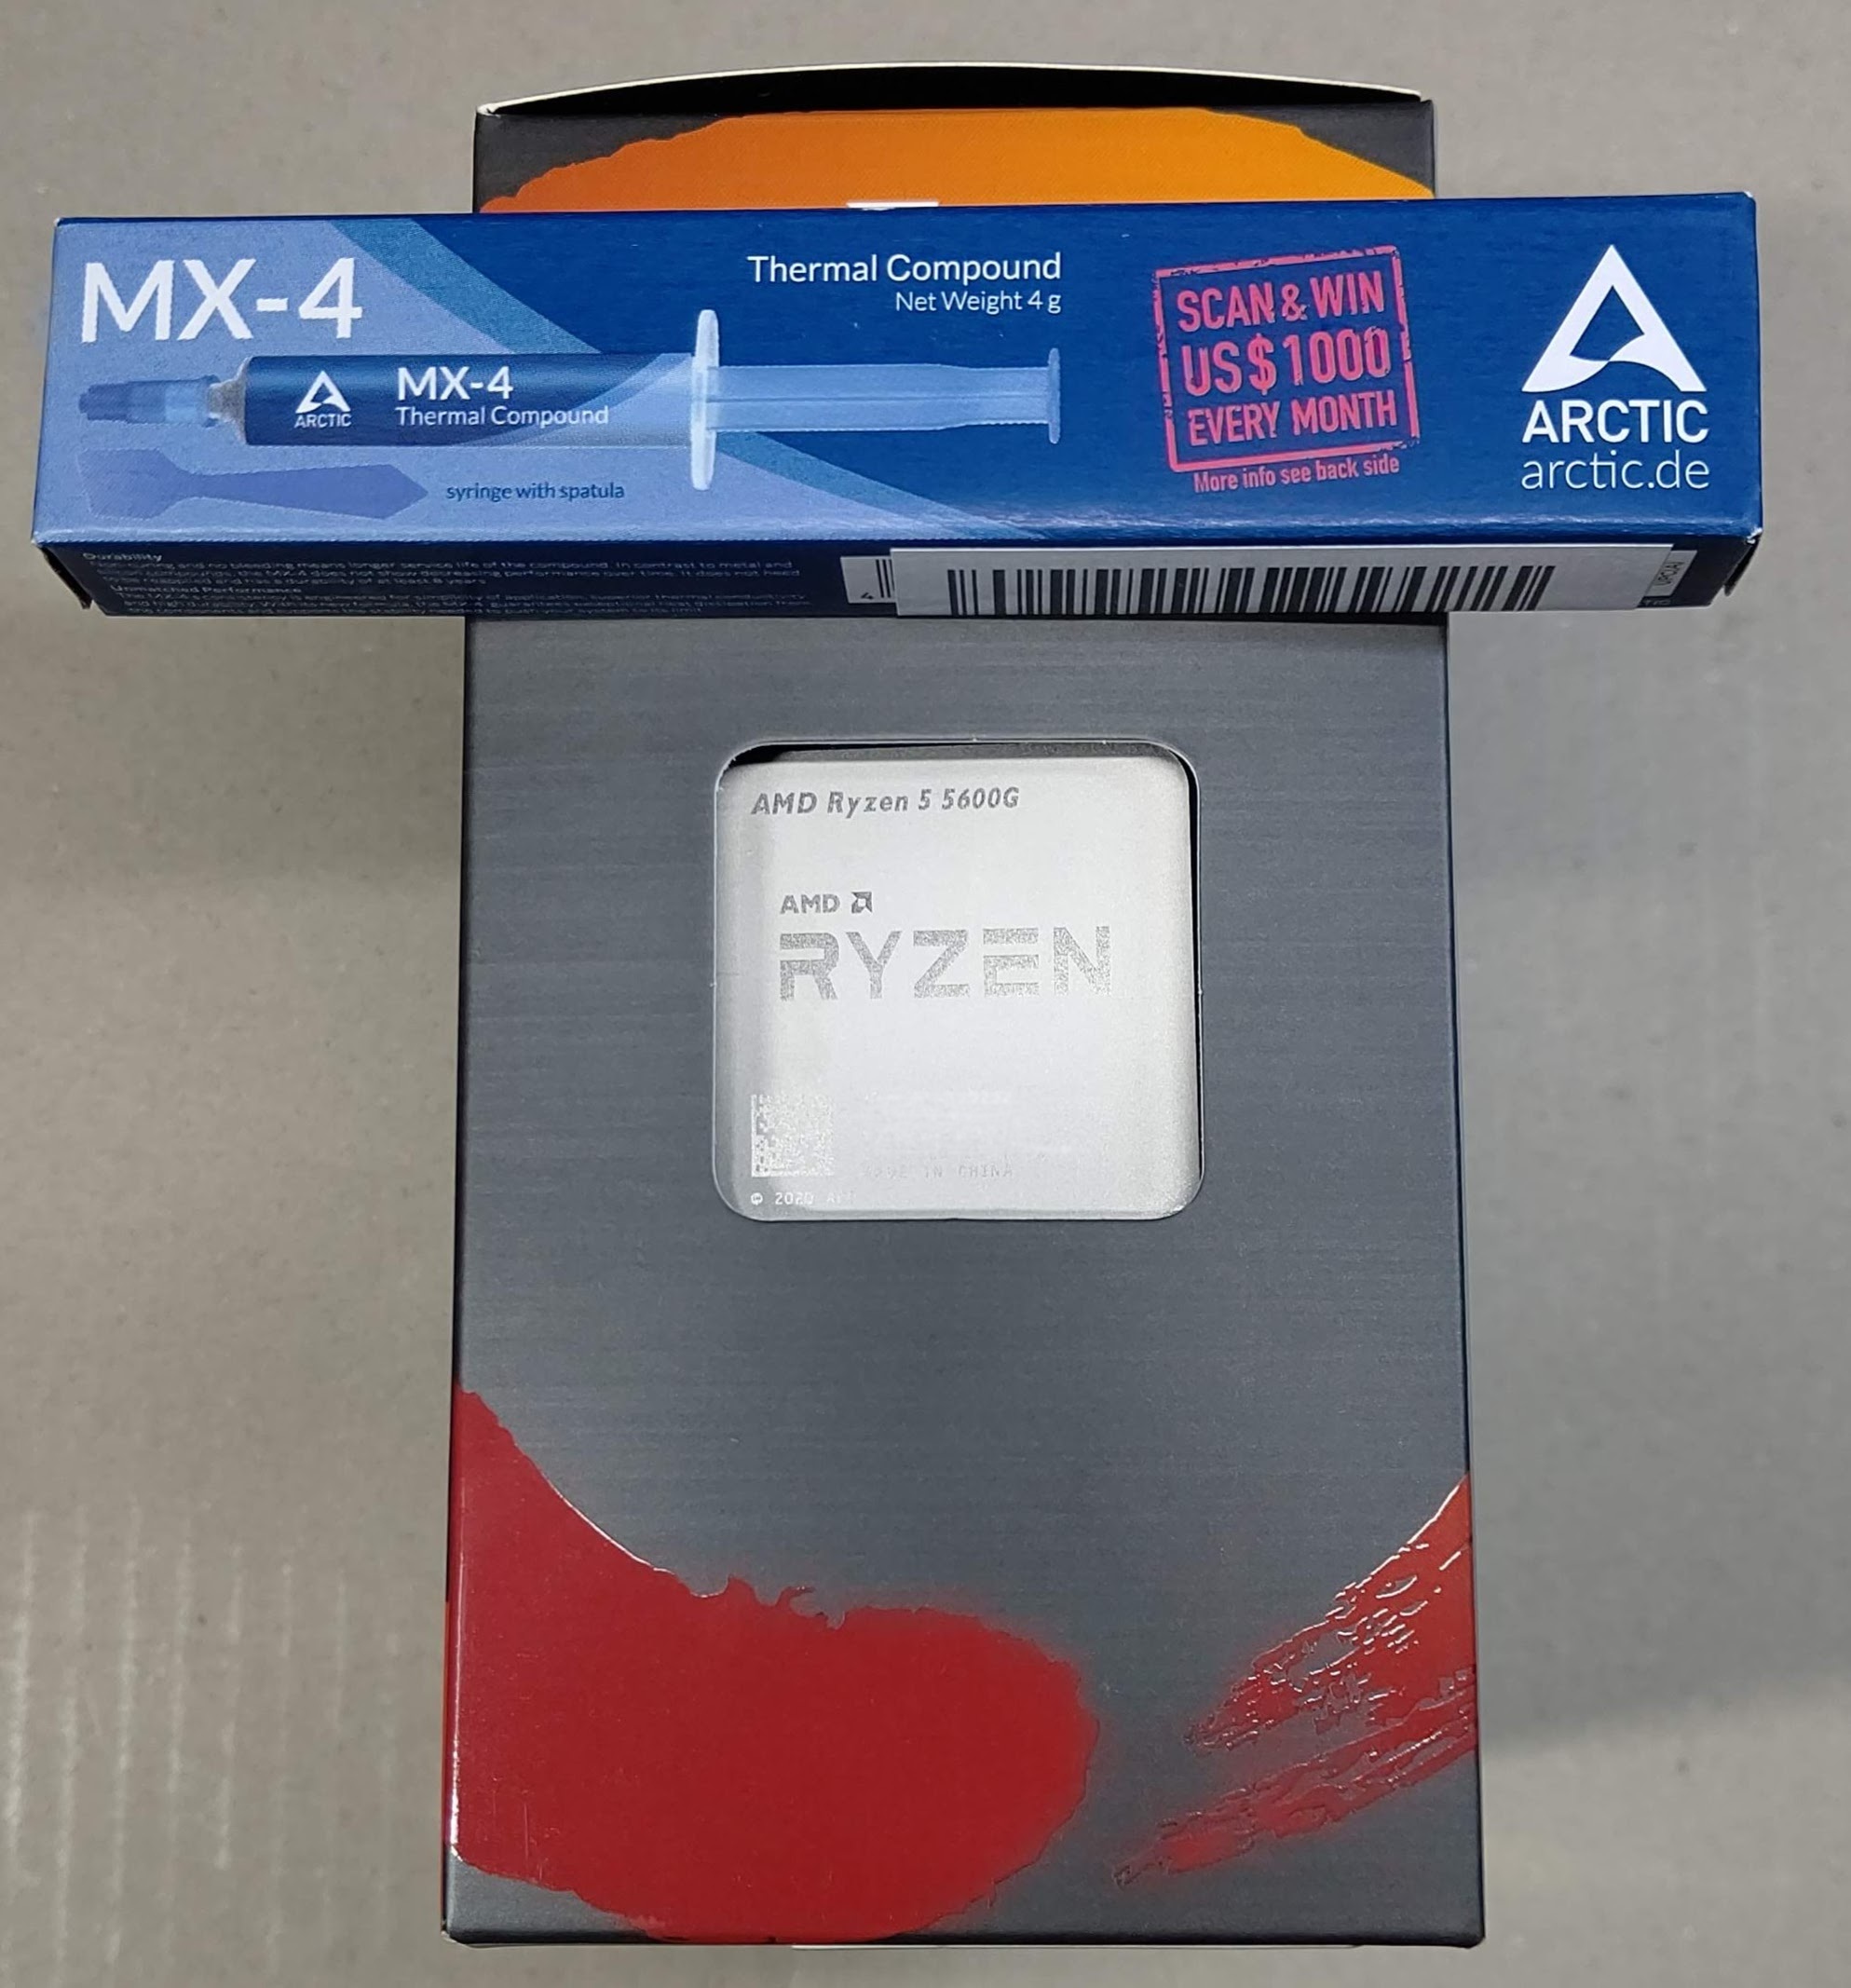 MX-4
Thermal Compound
Net Weight 4 g
ARCTIC
MX-4
Thermal Compound
syringe with spatula
SCAN & WIN
US$ 1000
EVERY MONTH
More info see back side
ARCTIC
arctic.de
Durability
Unmatched Performance
4
AMD Ryzen 5 5600G
AMD
RYZEN
MADE IN CHINA
© 2020 AMD